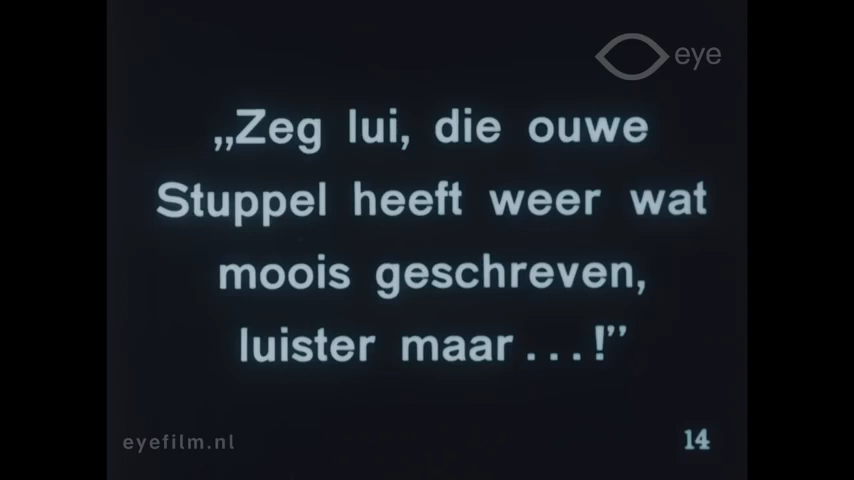 eye
„Zeg lui, die ouwe
Stuppel heeft weer wat
moois geschreven,
luister maar...!”
eyefilm.nl
14